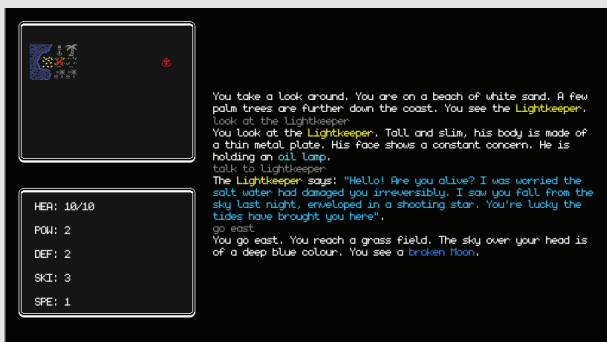 You take a look around. You are on a beach of white sand. A few
palm trees are further down the coast. You see the Lightkeeper.
look at the lightkeeper
You look at the Lightkeeper. Tall and slim, his body is made of
a thin metal plate. His face shows a constant concern. He is
holding an oil lamp.
talk to lightkeeper
The Lightkeeper says: "Hello! Are you alive? I was worried the
salt water had damaged you irreversibly. I saw you fall from the
sky last night, enveloped in a shooting star. You're lucky the
tides have brought you here".
go east
You go east. You reach a grass field. The sky over your head is
of a deep blue colour. You see a broken Moon.
HEA: 10/10
POW: 2
DEF: 2
SKI: 3
SPE: 1